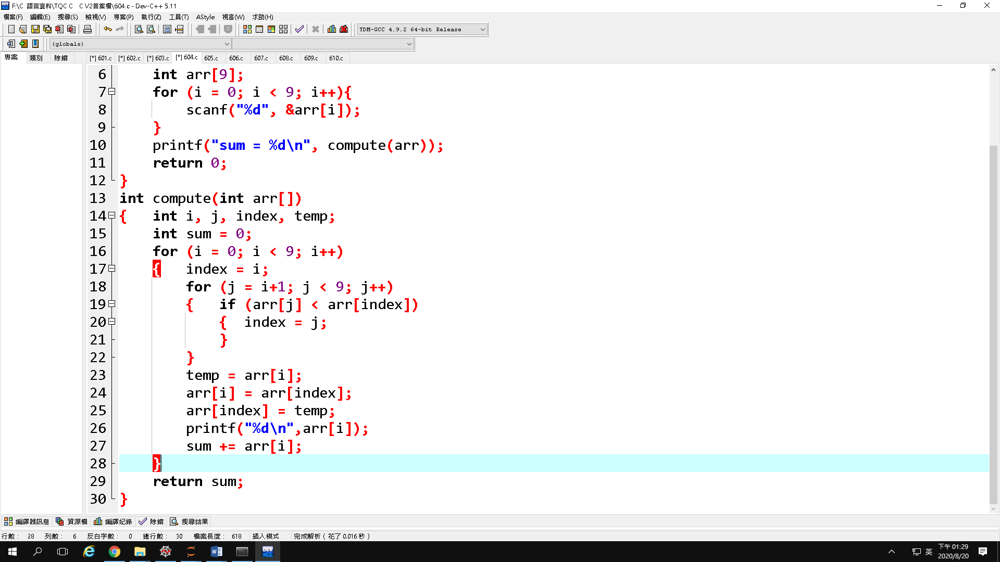 F:\C 語言資料\TQC C   C V2答案檔\604.c - Dev-C++ 5.11
檔案(F) 編輯(E) 搜尋(S) 檢視(V) 專案(P) 執行(Z) 工具(T) AStyle 視窗(W) 求助(H)
TDM-GCC 4.9.2 64-bit Release
(globals)
專案 類別 除錯 [*] 601.c [*] 602.c [*] 603.c [*] 604.c 605.c 606.c 607.c 608.c 609.c 610.c
6     int arr[9];
7     for (i = 0; i < 9; i++){
8         scanf("%d", &arr[i]);
9     }
10    printf("sum = %d\n", compute(arr));
11    return 0;
12 }
13 int compute(int arr[])
14 {   int i, j, index, temp;
15     int sum = 0;
16     for (i = 0; i < 9; i++)
17     {   index = i;
18         for (j = i+1; j < 9; j++)
19         {   if (arr[j] < arr[index])
20             {  index = j;
21             }
22         }
23         temp = arr[i];
24         arr[i] = arr[index];
25         arr[index] = temp;
26         printf("%d\n",arr[i]);
27         sum += arr[i];
28     }
29     return sum;
30 }
編譯器訊息 資源檔 編譯紀錄 除錯 搜尋結果
行數 : 28 列數 : 6 反白字數 : 0 總行數 : 30 檔案長度 : 618 插入模式 完成解析 ( 花了 0.016 秒 )
DEV
英
下午 01:29
2020/8/20